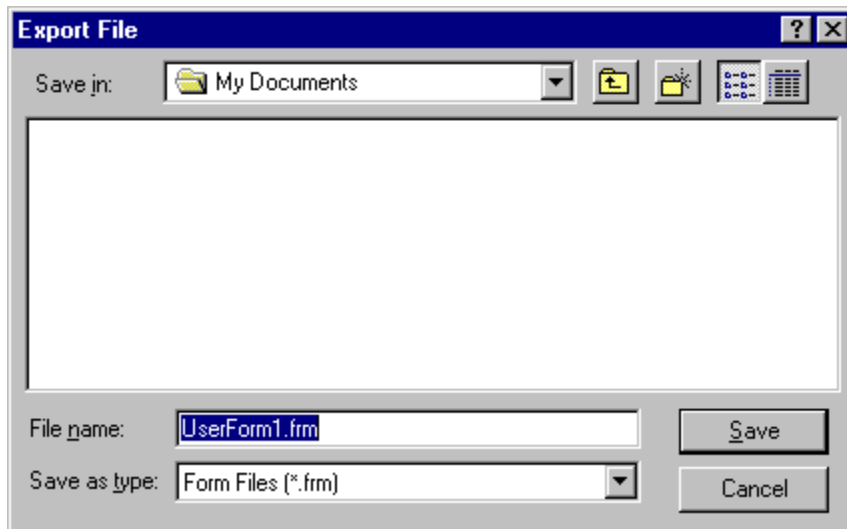 Export File
Save in: My Documents
File name: UserForm1.frm Save
Save as type: Form Files (*.frm) Cancel